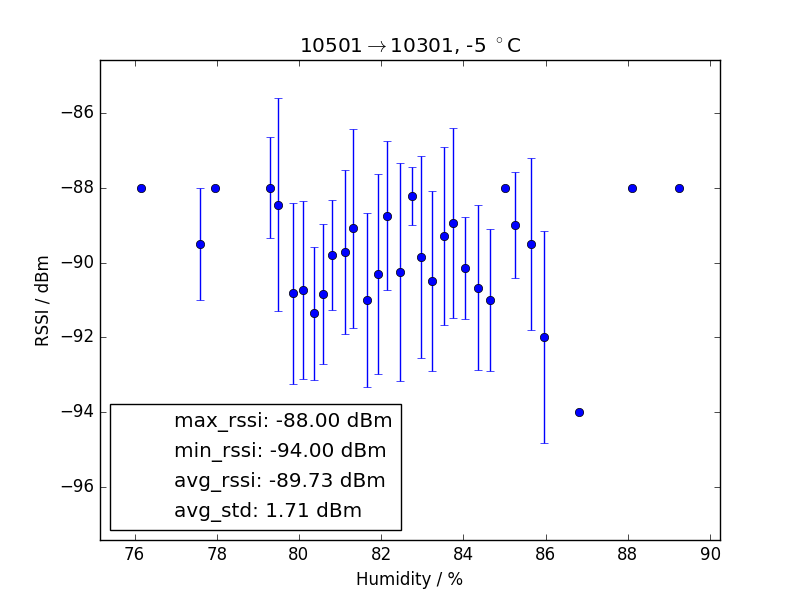 10501→10301, -5 °C
RSSI / dBm
−86
−88
−90
−92
−94
−96
max_rssi: -88.00 dBm
min_rssi: -94.00 dBm
avg_rssi: -89.73 dBm
avg_std: 1.71 dBm
76 78 80 82 84 86 88 90
Humidity / %